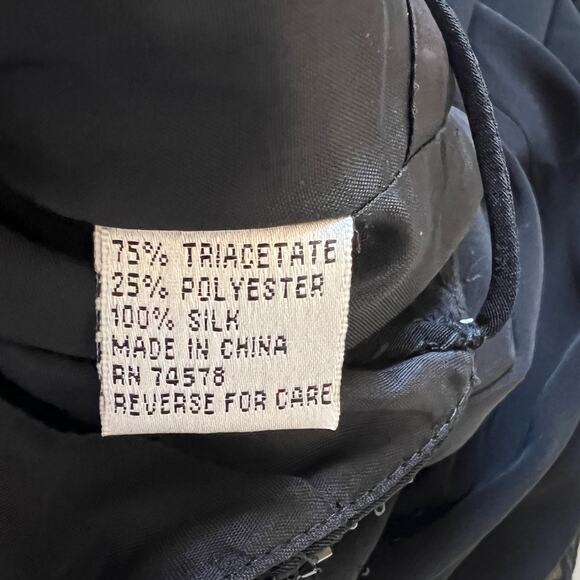 75% TRIACETATE
25% POLYESTER
100% SILK
MADE IN CHINA
RN 74578
REVERSE FOR CARE